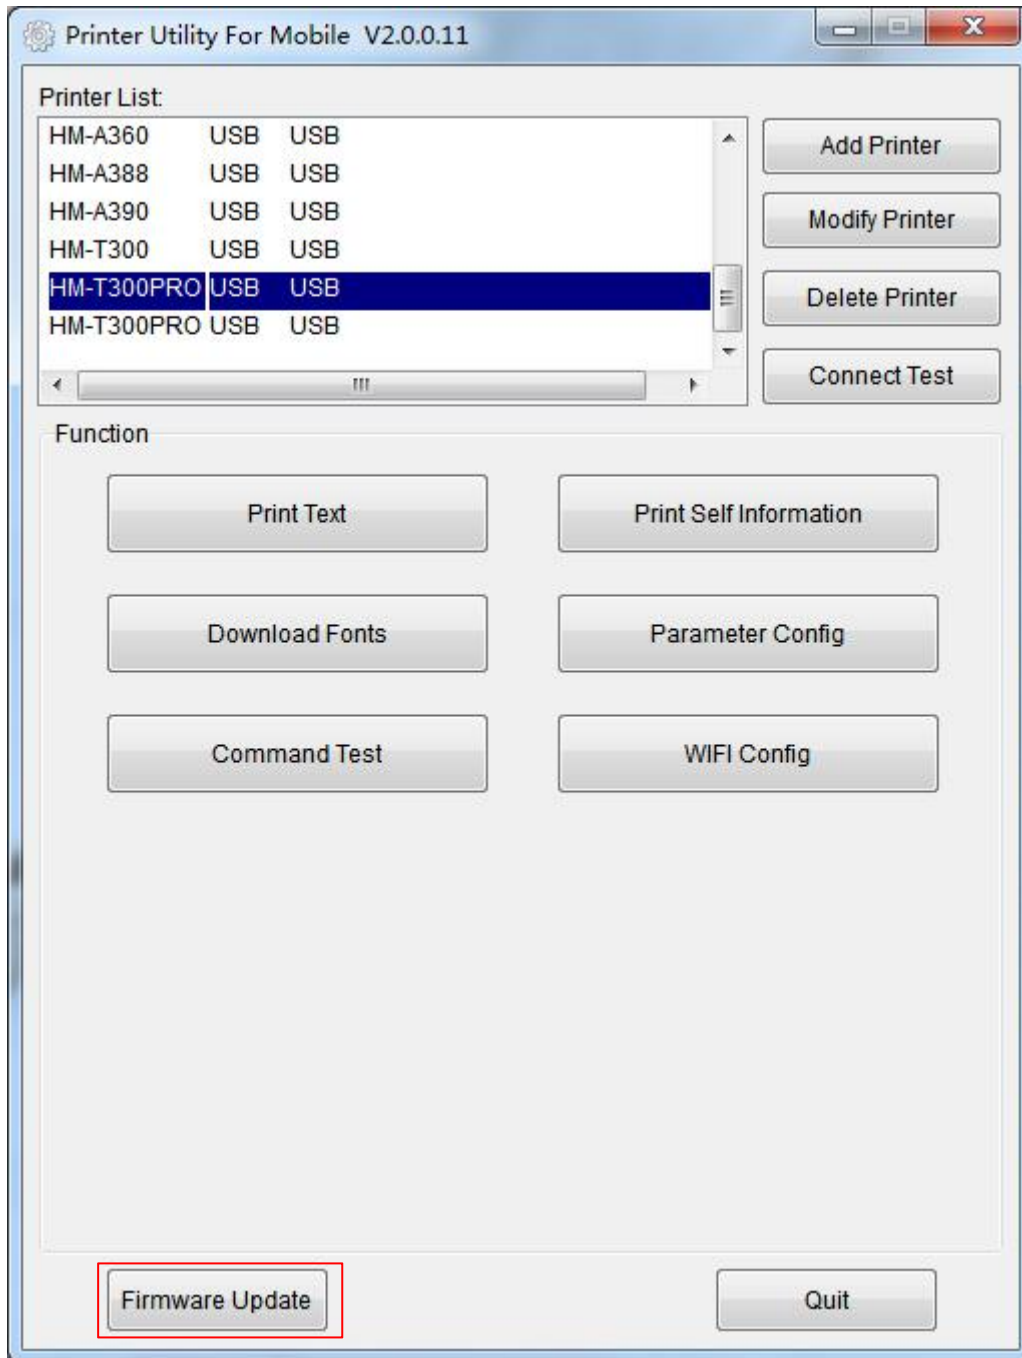 Printer Utility For Mobile V2.0.0.11
Printer List:
HM-A360 USB USB
HM-A388 USB USB
HM-A390 USB USB
HM-T300 USB USB
HM-T300PRO USB USB
HM-T300PRO USB USB
Add Printer
Modify Printer
Delete Printer
Connect Test
Function
Print Text
Print Self Information
Download Fonts
Parameter Config
Command Test
WIFI Config
Firmware Update
Quit